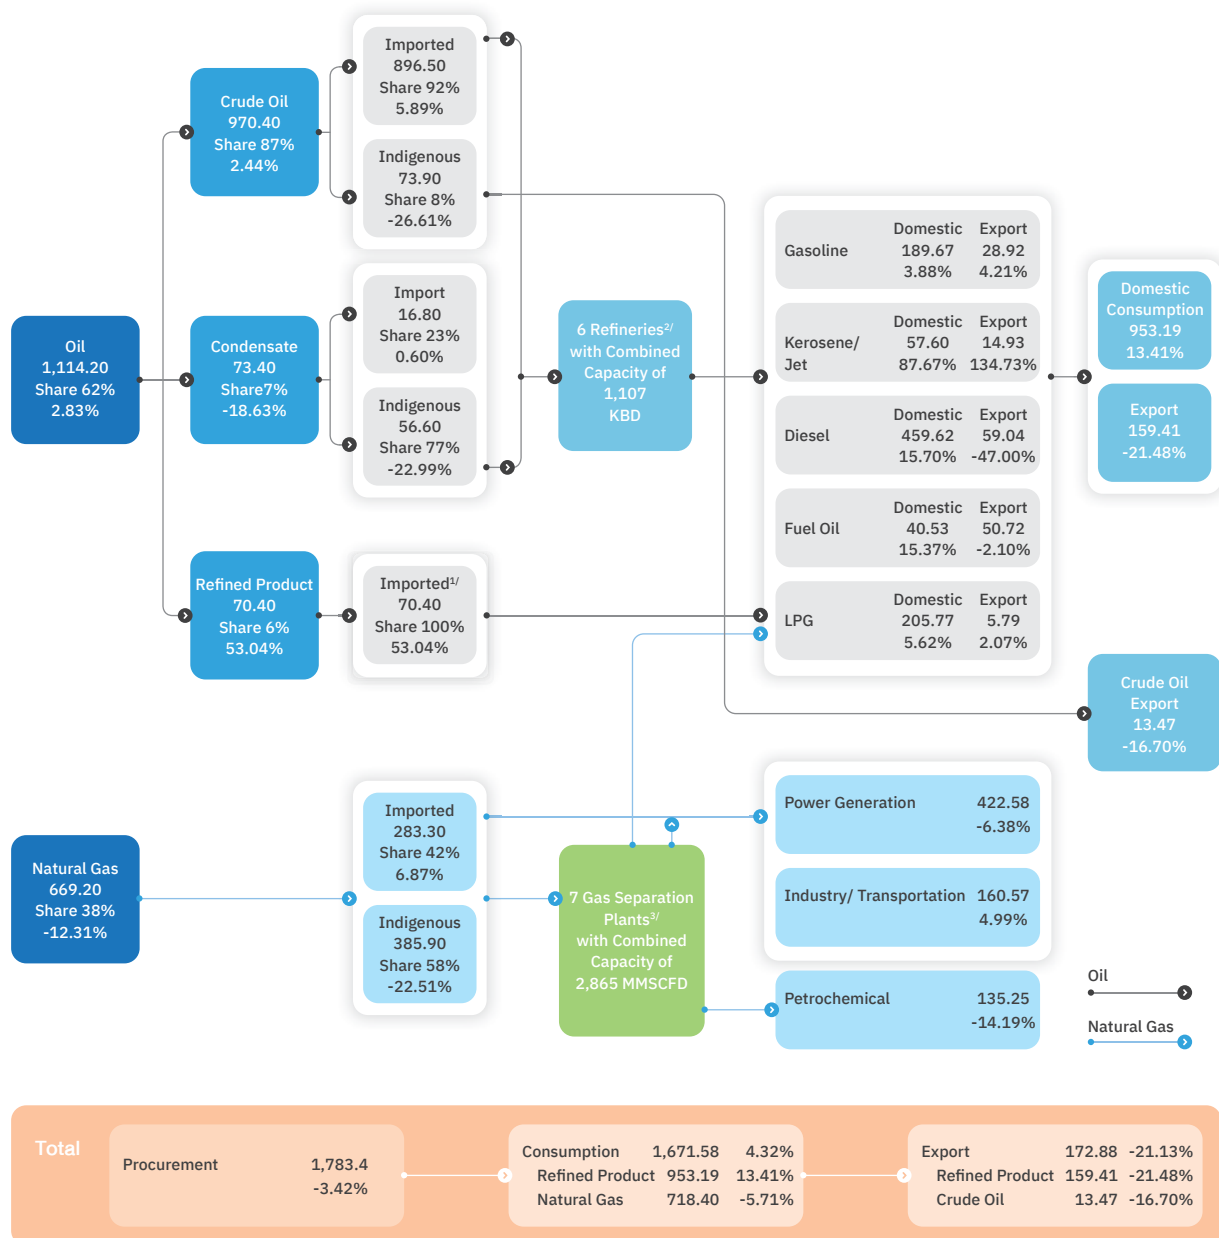 Imported
896.50
Share 92%
5.89%
Crude Oil
970.40
Share 87%
2.44%
Indigenous
73.90
Share 8%
-26.61%
Oil
1,114.20
Share 62%
2.83%
Condensate
73.40
Share7%
-18.63%
Import
16.80
Share 23%
0.60%
Indigenous
56.60
Share 77%
-22.99%
6 Refineries2/
with Combined
Capacity of
1,107
KBD
Refined Product
70.40
Share 6%
53.04%
Imported1/
70.40
Share 100%
53.04%
Domestic Export
Gasoline 189.67 28.92
3.88% 4.21%
Domestic Export
Kerosene/ 57.60 14.93
Jet 87.67% 134.73%
Domestic Export
Diesel 459.62 59.04
15.70% -47.00%
Domestic Export
Fuel Oil 40.53 50.72
15.37% -2.10%
Domestic Export
LPG 205.77 5.79
5.62% 2.07%
Domestic
Consumption
953.19
13.41%
Export
159.41
-21.48%
Crude Oil
Export
13.47
-16.70%
Natural Gas
669.20
Share 38%
-12.31%
Imported
283.30
Share 42%
6.87%
Indigenous
385.90
Share 58%
-22.51%
7 Gas Separation
Plants3/
with Combined
Capacity of
2,865 MMSCFD
Power Generation 422.58
-6.38%
Industry/ Transportation 160.57
4.99%
Petrochemical 135.25
-14.19%
Oil
Natural Gas
Total
Procurement 1,783.4
-3.42%
Consumption 1,671.58 4.32%
Refined Product 953.19 13.41%
Natural Gas 718.40 -5.71%
Export 172.88 -21.13%
Refined Product 159.41 -21.48%
Crude Oil 13.47 -16.70%